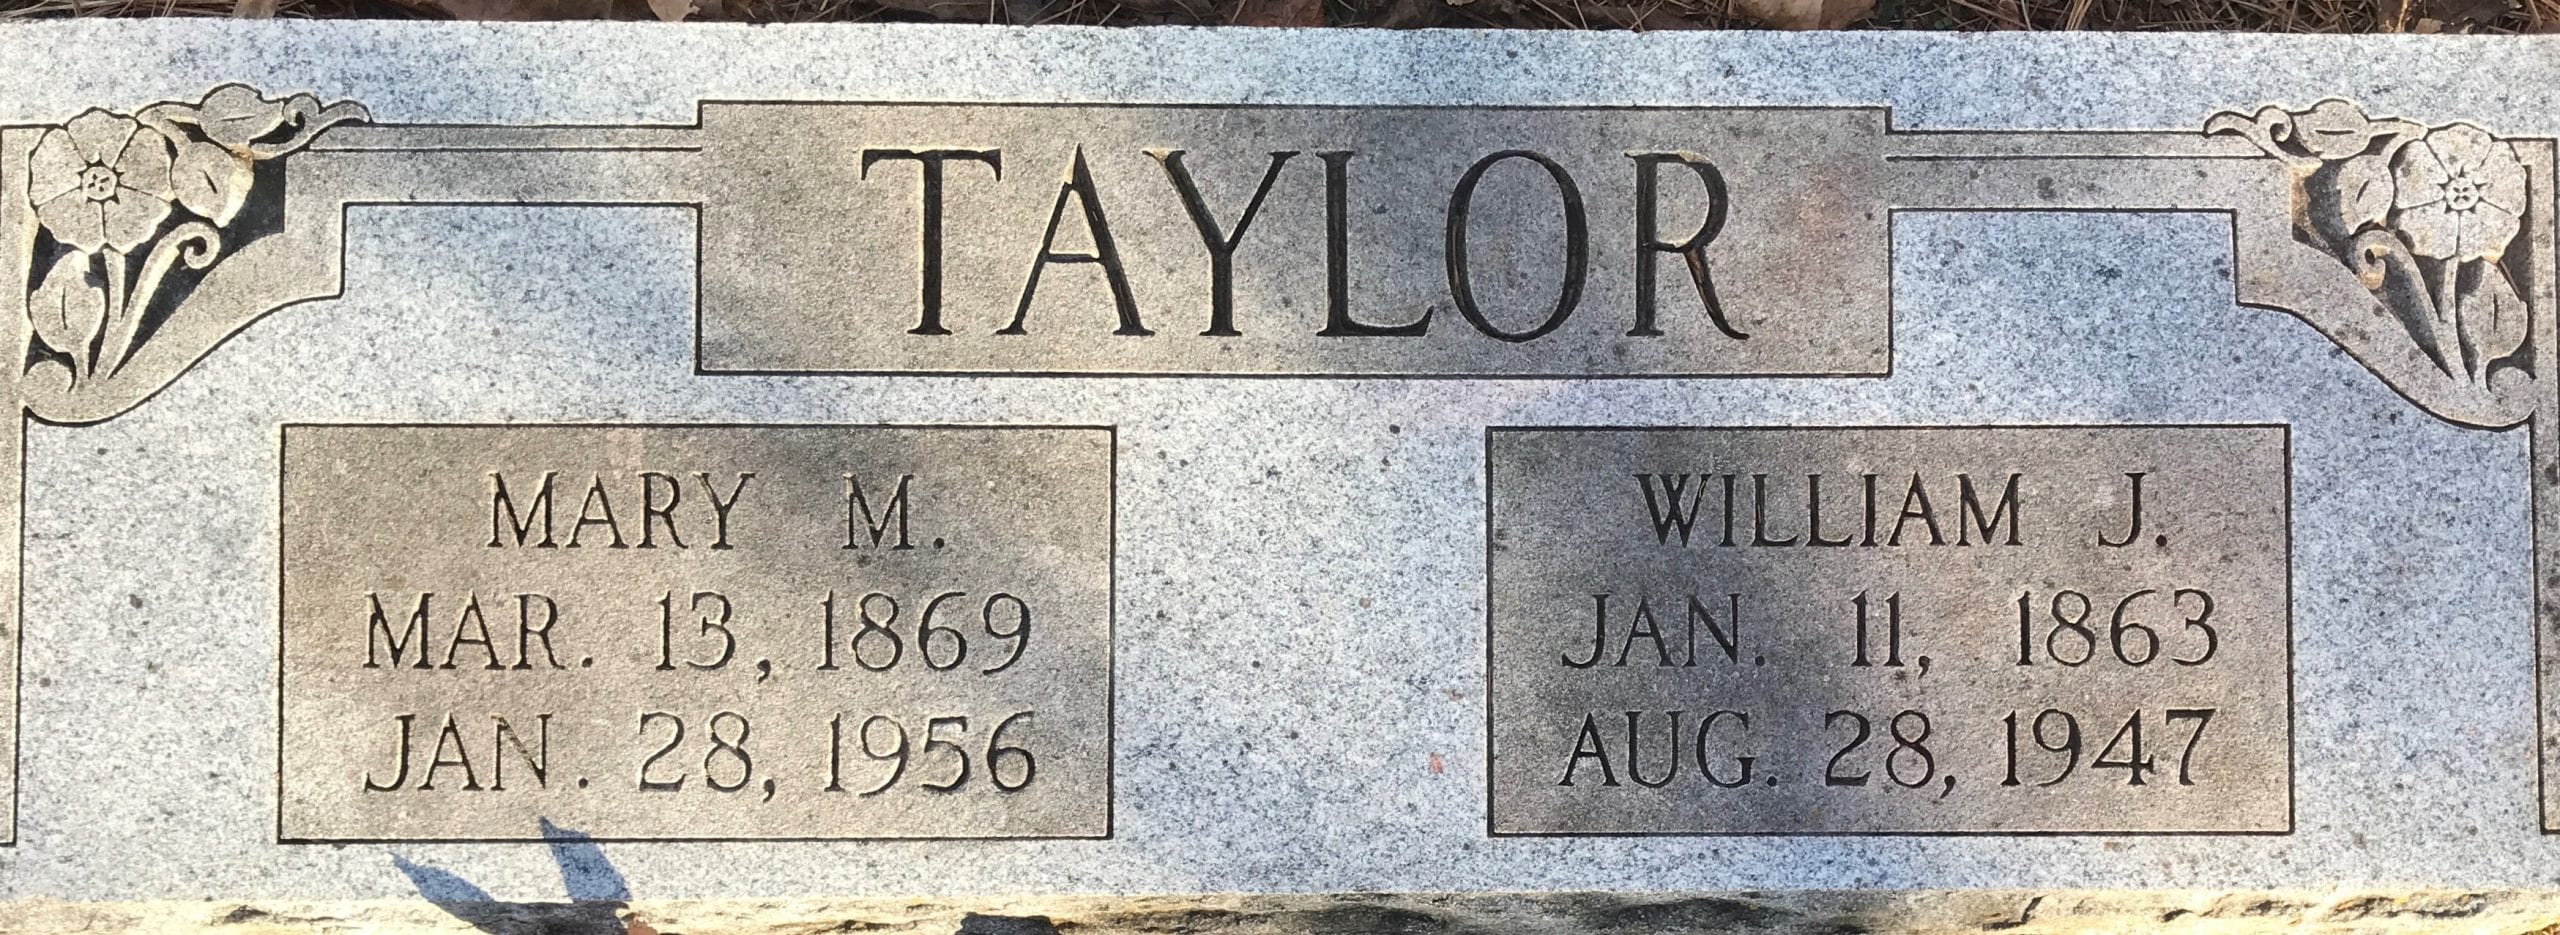 TAYLOR
MARY M.
MAR. 13, 1869
JAN. 28, 1956
WILLIAM J.
JAN. 11, 1863
AUG. 28, 1947